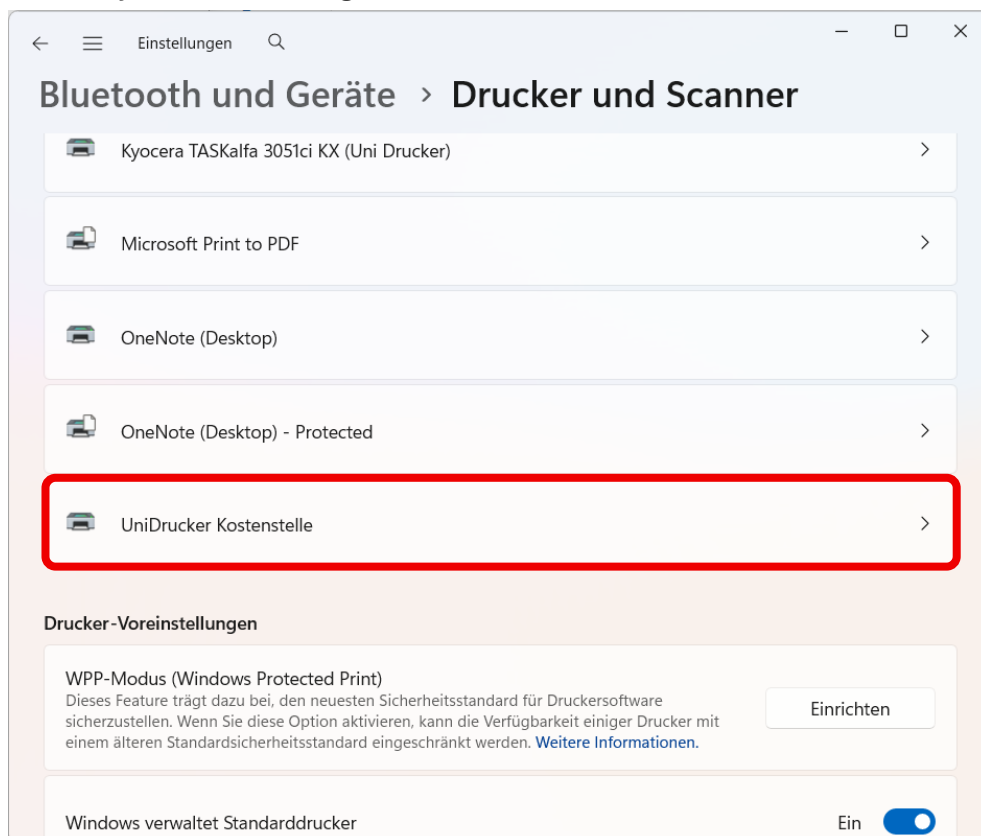 Einstellungen
Bluetooth und Geräte > Drucker und Scanner
Kyocera TASKalfa 3051ci KX (Uni Drucker)
Microsoft Print to PDF
OneNote (Desktop)
OneNote (Desktop) - Protected
UniDrucker Kostenstelle
Drucker-Voreinstellungen
WPP-Modus (Windows Protected Print)
Dieses Feature trägt dazu bei, den neuesten Sicherheitsstandard für Druckersoftware
sicherzustellen. Wenn Sie diese Option aktivieren, kann die Verfügbarkeit einiger Drucker mit
einem älteren Standardsicherheitsstandard eingeschränkt werden. Weitere Informationen.
Einrichten
Windows verwaltet Standarddrucker
Ein